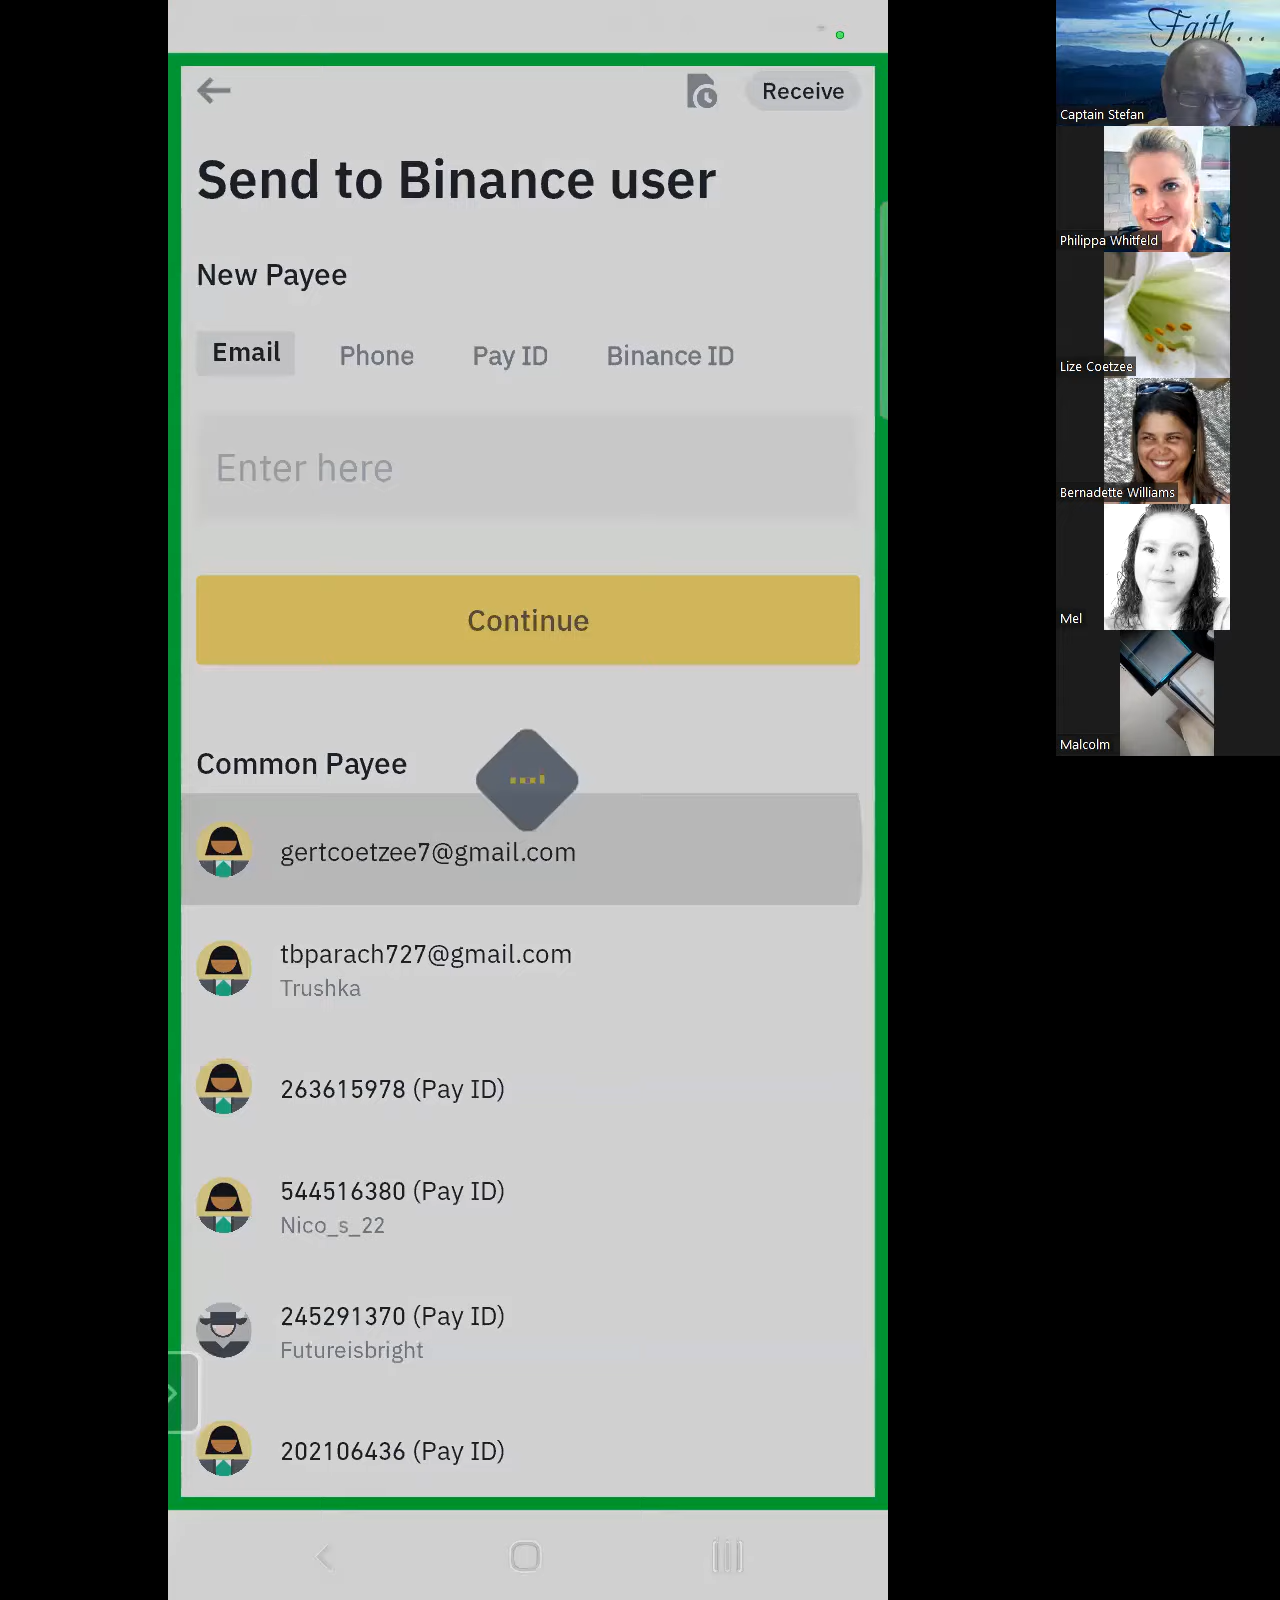 Receive
Send to Binance user
New Payee
Email
Phone
Pay ID
Binance ID
Enter here
Continue
Common Payee
gertcoetzee7@gmail.com
tbparach727@gmail.com
Trushka
263615978 (Pay ID)
544516380 (Pay ID)
Nico_s_22
245291370 (Pay ID)
Futureisbright
202106436 (Pay ID)
Faith...
Captain Stefan
Philippa Whitfeld
Lize Coetzee
Bernadette Williams
Mel
Malcolm